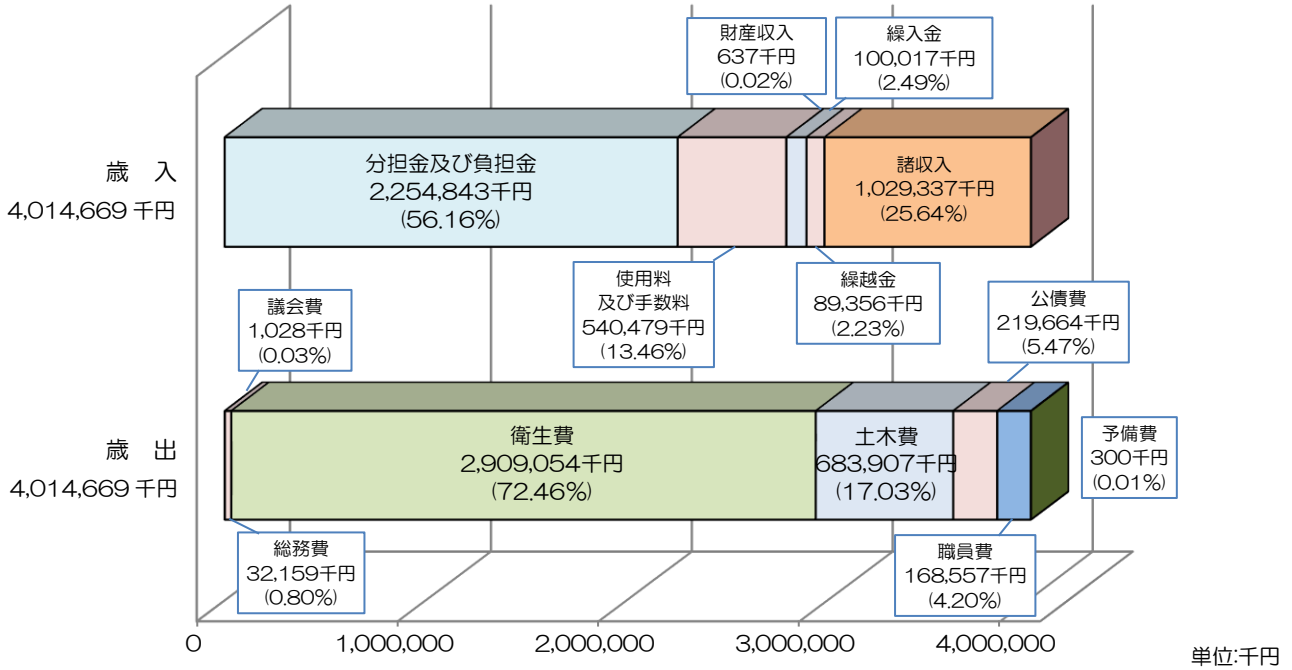 財産収入
637千円
(0.02%)
繰入金
100,017千円
(2.49%)
歳 入
4,014,669 千円
分担金及び負担金
2,254,843千円
(56.16%)
諸収入
1,029,337千円
(25.64%)
使用料
及び手数料
540,479千円
(13.46%)
繰越金
89,356千円
(2.23%)
議会費
1,028千円
(0.03%)
公債費
219,664千円
(5.47%)
歳 出
4,014,669 千円
衛生費
2,909,054千円
(72.46%)
土木費
683,907千円
(17.03%)
予備費
300千円
(0.01%)
総務費
32,159千円
(0.80%)
職員費
168,557千円
(4.20%)
0 1,000,000 2,000,000 3,000,000 4,000,000
単位:千円